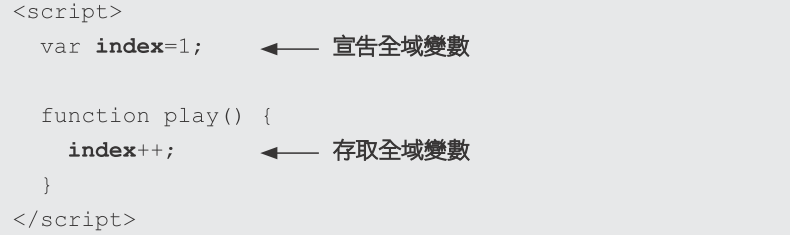 <script>
var index=1; 宣告全域變數
function play() {
index++; 存取全域變數
}
</script>